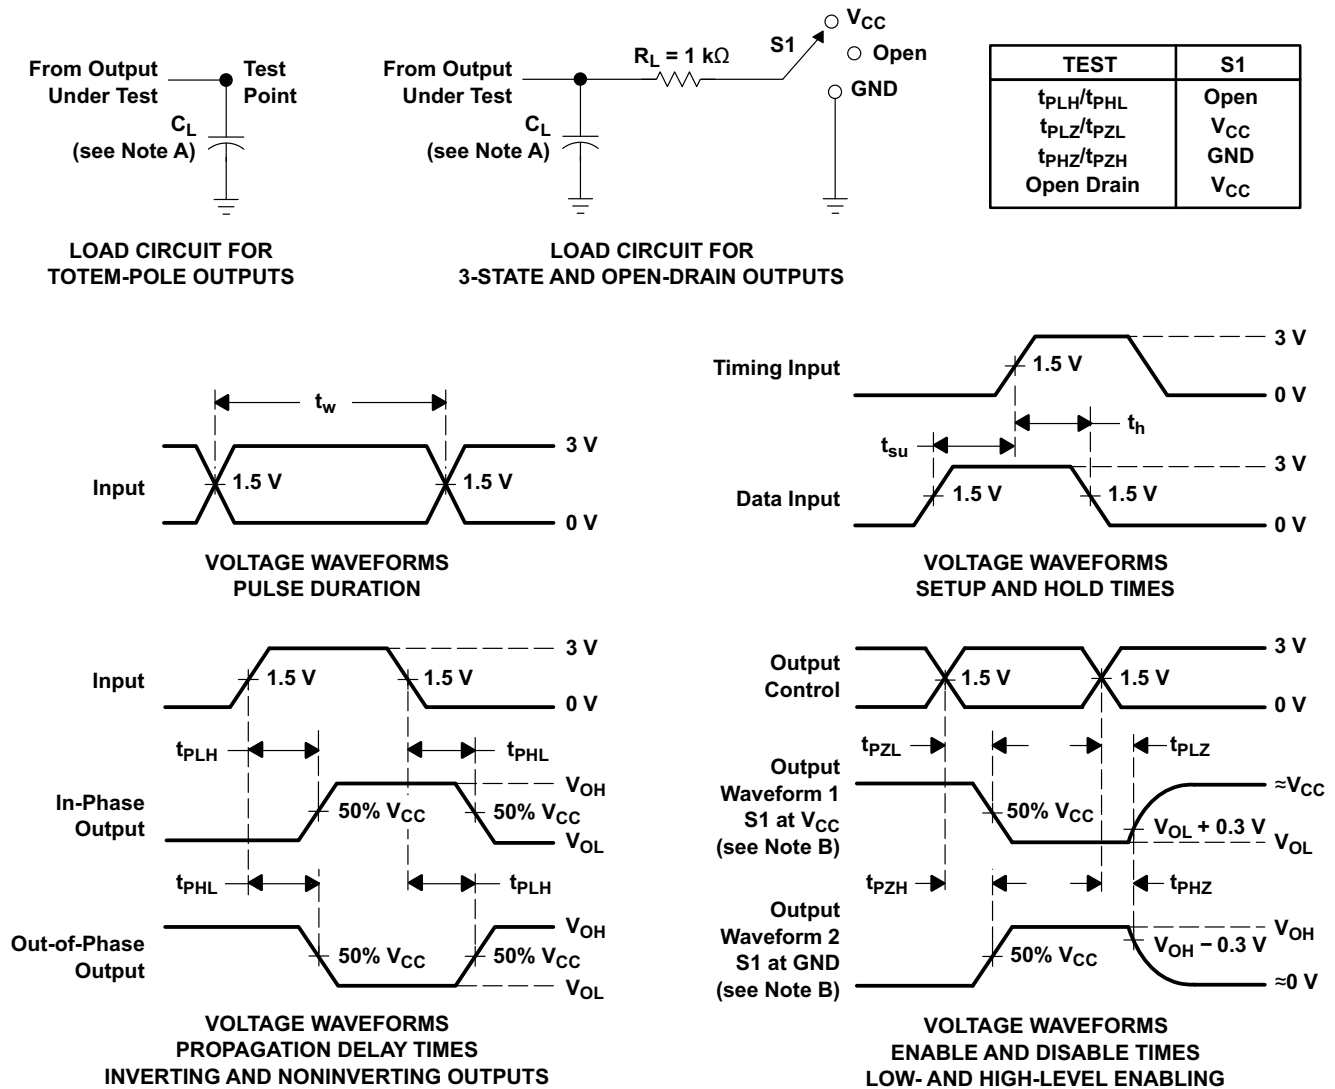 From Output
Under Test
Test
Point
CL
(see Note A)
LOAD CIRCUIT FOR
TOTEM-POLE OUTPUTS
From Output
Under Test
RL = 1 kΩ
S1
VCC
Open
GND
CL
(see Note A)
LOAD CIRCUIT FOR
3-STATE AND OPEN-DRAIN OUTPUTS
TEST S1
tPLH/tPHL Open
tPLZ/tPZL VCC
tPHZ/tPZH GND
Open Drain VCC
tw
Input
1.5 V
1.5 V
3 V
0 V
VOLTAGE WAVEFORMS
PULSE DURATION
Timing Input
1.5 V
3 V
0 V
tsu
th
Data Input
1.5 V
1.5 V
3 V
0 V
VOLTAGE WAVEFORMS
SETUP AND HOLD TIMES
Input
1.5 V
1.5 V
3 V
0 V
tPLH
tPHL
In-Phase
Output
50% VCC
50% VCC
VOH
VOL
tPHL
tPLH
Out-of-Phase
Output
50% VCC
50% VCC
VOH
VOL
VOLTAGE WAVEFORMS
PROPAGATION DELAY TIMES
INVERTING AND NONINVERTING OUTPUTS
Output
Control
1.5 V
1.5 V
3 V
0 V
tPZL
tPLZ
Output
Waveform 1
S1 at VCC
(see Note B)
50% VCC
VOL + 0.3 V
≈VCC
VOL
tPZH
tPHZ
Output
Waveform 2
S1 at GND
(see Note B)
50% VCC
VOH − 0.3 V
VOH
≈0 V
VOLTAGE WAVEFORMS
ENABLE AND DISABLE TIMES
LOW- AND HIGH-LEVEL ENABLING